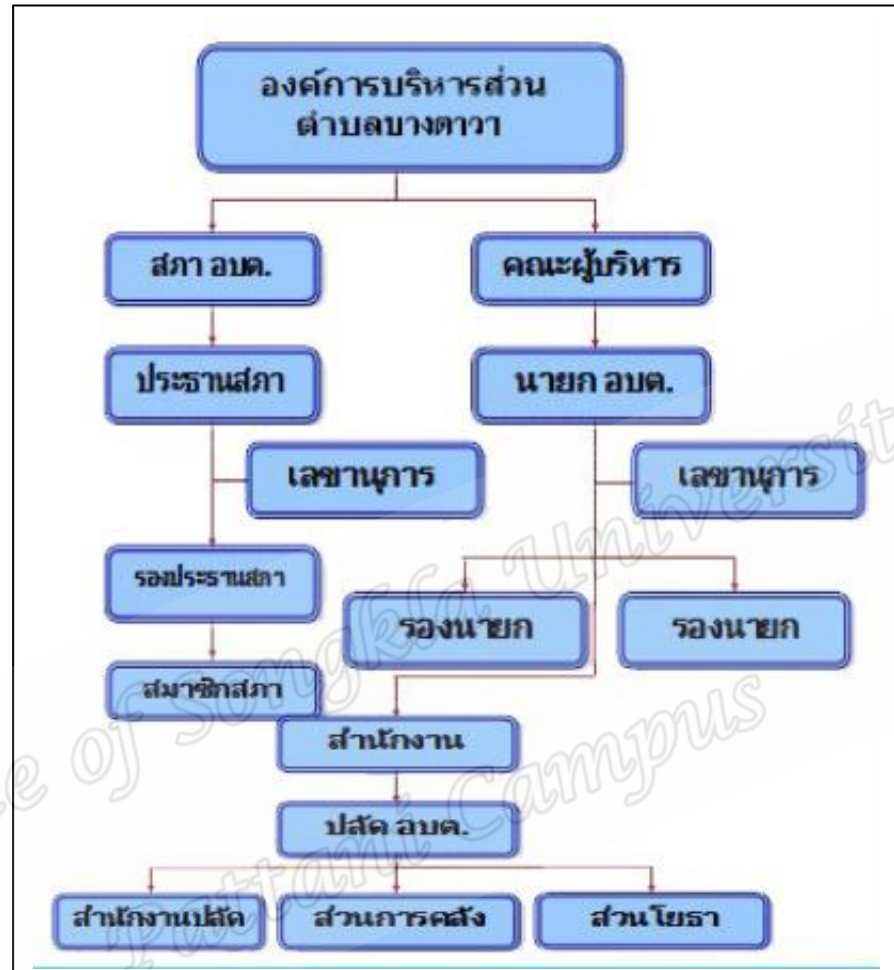 องค์การบริหารส่วน
ตำบลบางตาวา
สภา อบต.
คณะผู้บริหาร
ประธานสภา
นายก อบต.
เลขานุการ
เลขานุการ
รองประธานสภา
รองนายก
รองนายก
สมาชิกสภา
สำนักงาน
ปลัด อบต.
สำนักงานปลัด
ส่วนการคลัง
ส่วนโยธา
of Songkla Universit
Pattani Campus